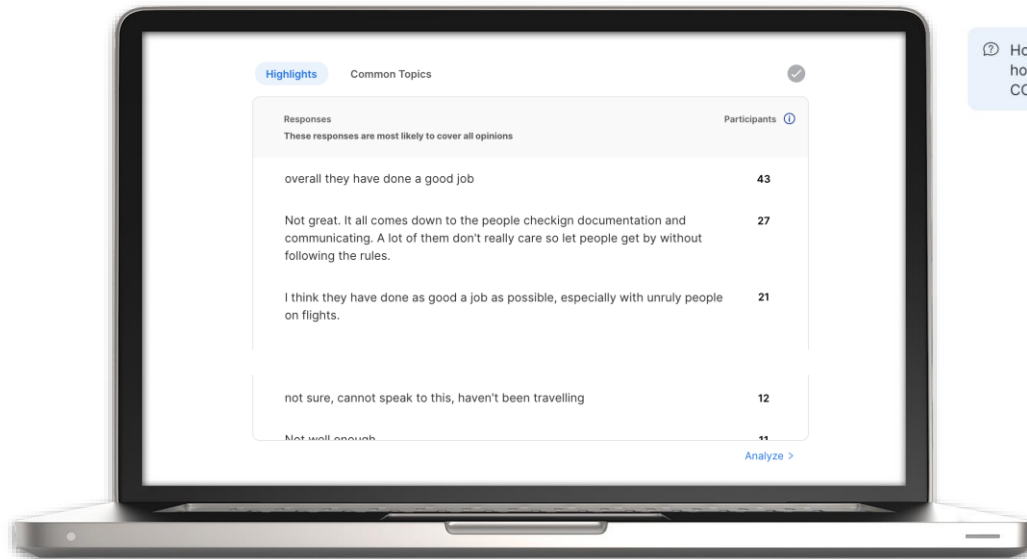 Highlights Common Topics
Responses Participants
These responses are most likely to cover all opinions
overall they have done a good job 43
Not great. It all comes down to the people checkign documentation and 27
communicating. A lot of them don't really care so let people get by without
following the rules.
I think they have done as good a job as possible, especially with unruly people 21
on flights.
not sure, cannot speak to this, haven't been travelling 12
Not well enough 11
Analyze >